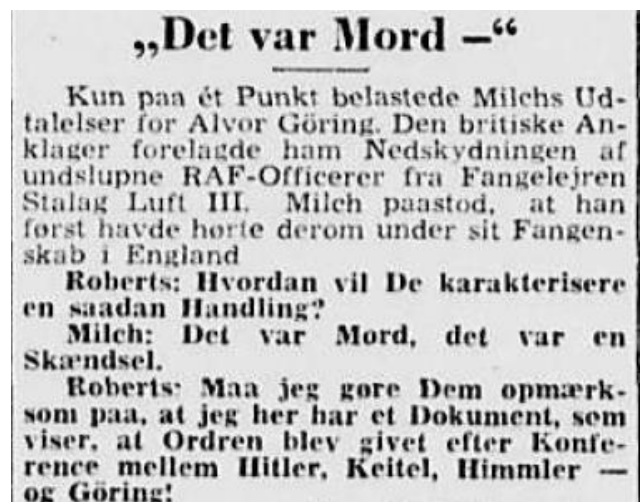 „Det var Mord —“
Kun paa ét Punkt belastede Milchs Ud-
talelser for Alvor Göring. Den britiske An-
klager forelagde ham Nedskydningen af
undslupne RAF-Officerer fra Fangelejren
Stalag Luft III. Milch paastod, at han
først havde hørte derom under sit Fangen-
skab i England
Roberts: Hvordan vil De karakterisere
en saadan Handling?
Milch: Det var Mord, det var en
Skændsel.
Roberts: Maa jeg gøre Dem opmærk-
som paa, at jeg her har et Dokument, som
viser, at Ordren blev givet efter Konfe-
rence mellem Hitler, Keitel, Himmler —
og Göring!